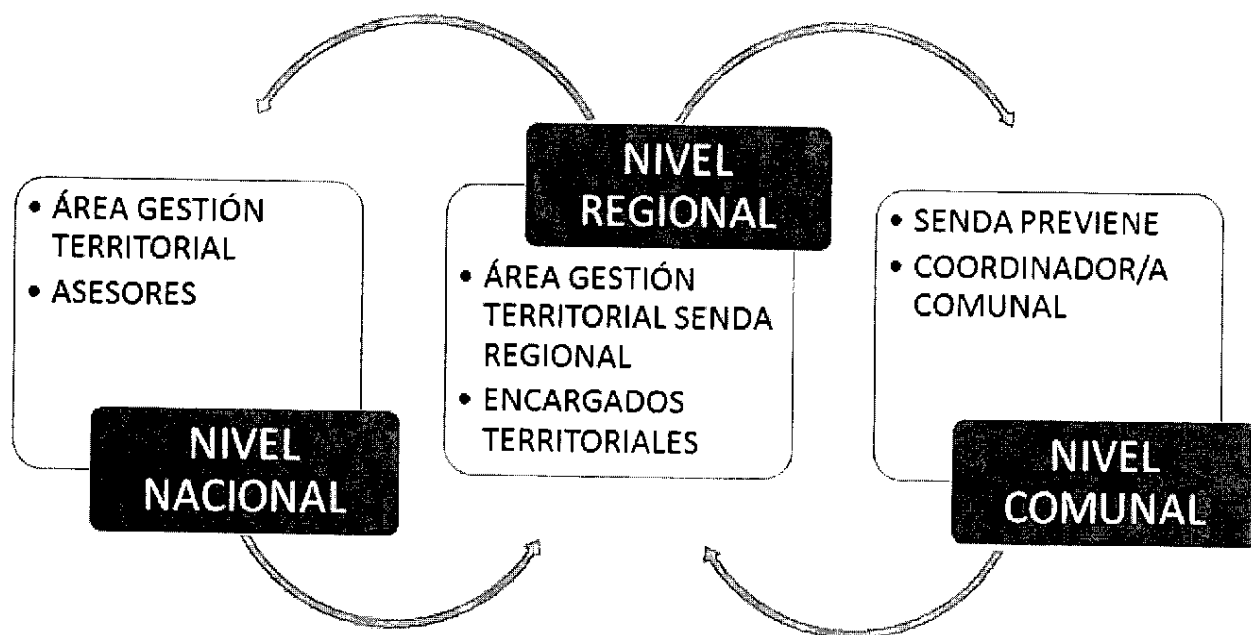 • ÁREA GESTIÓN
TERRITORIAL
• ASESORES
NIVEL
NACIONAL
NIVEL
REGIONAL
• ÁREA GESTIÓN
TERRITORIAL SENDA
REGIONAL
• ENCARGADOS
TERRITORIALES
• SENDA PREVIENE
• COORDINADOR/A
COMUNAL
NIVEL
COMUNAL